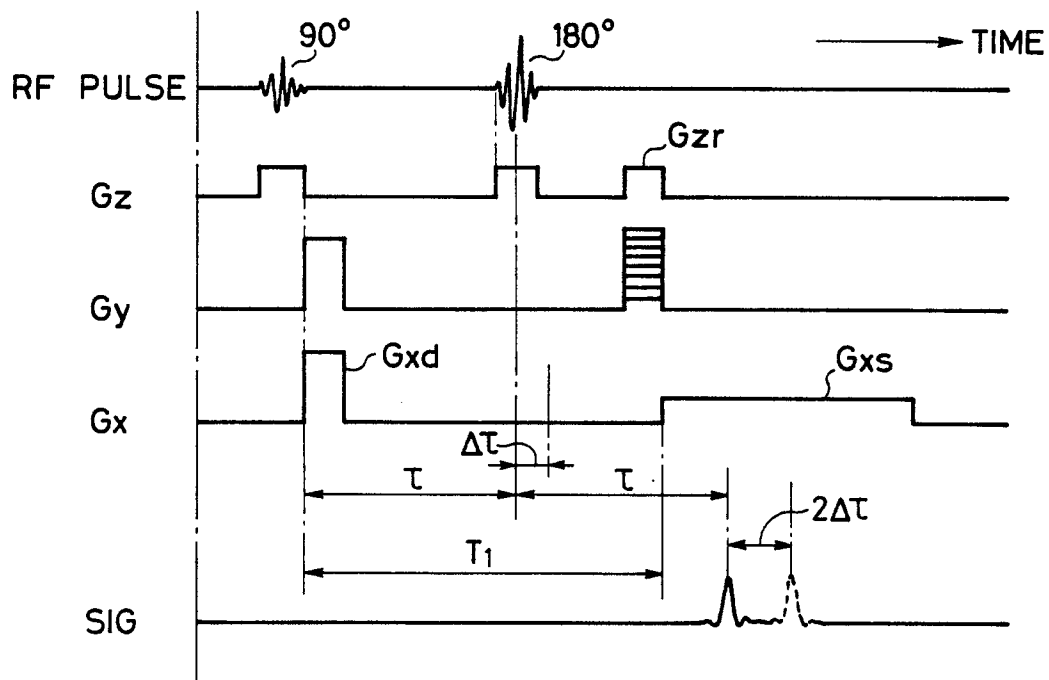 90° 180° TIME
RF PULSE
Gzr
Gz
Gy
Gxd Gxs
Gx
Δτ
τ τ
2Δτ
T1
SIG